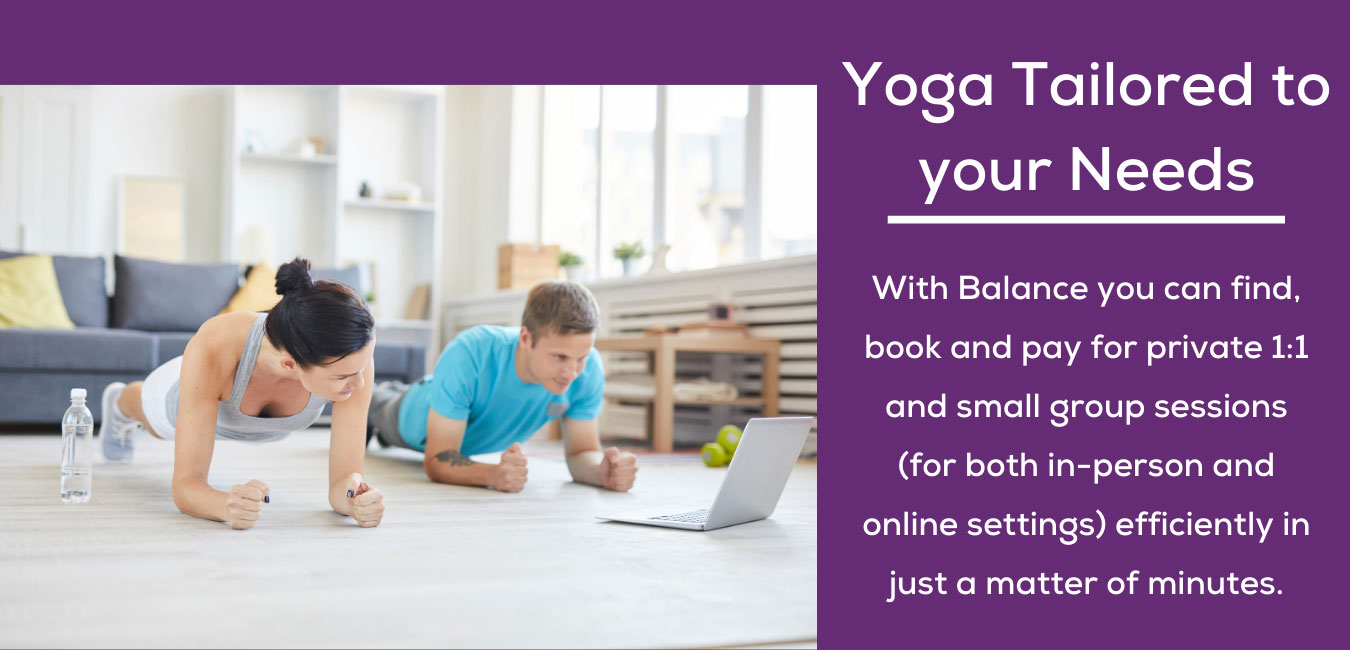 Yoga Tailored to
your Needs
With Balance you can find,
book and pay for private 1:1
and small group sessions
(for both in-person and
online settings) efficiently in
just a matter of minutes.